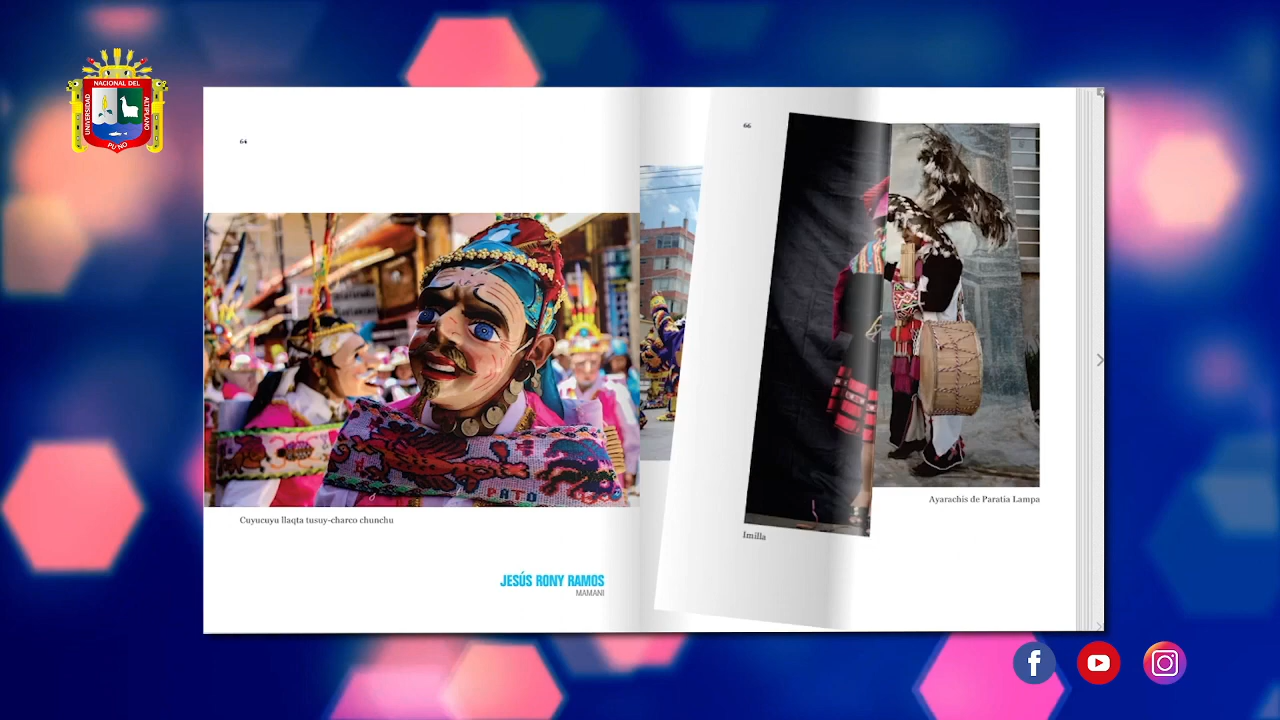 NACIONAL DEL
UNIVERSIDAD
ALTIPLANO
PUNO
64
66
PAITO
Cuyucuyu llaqta tusuy-charco chunchu
Ayarachis de Paratia Lampa
Imilla
JESÚS RONY RAMOS
MAMANI